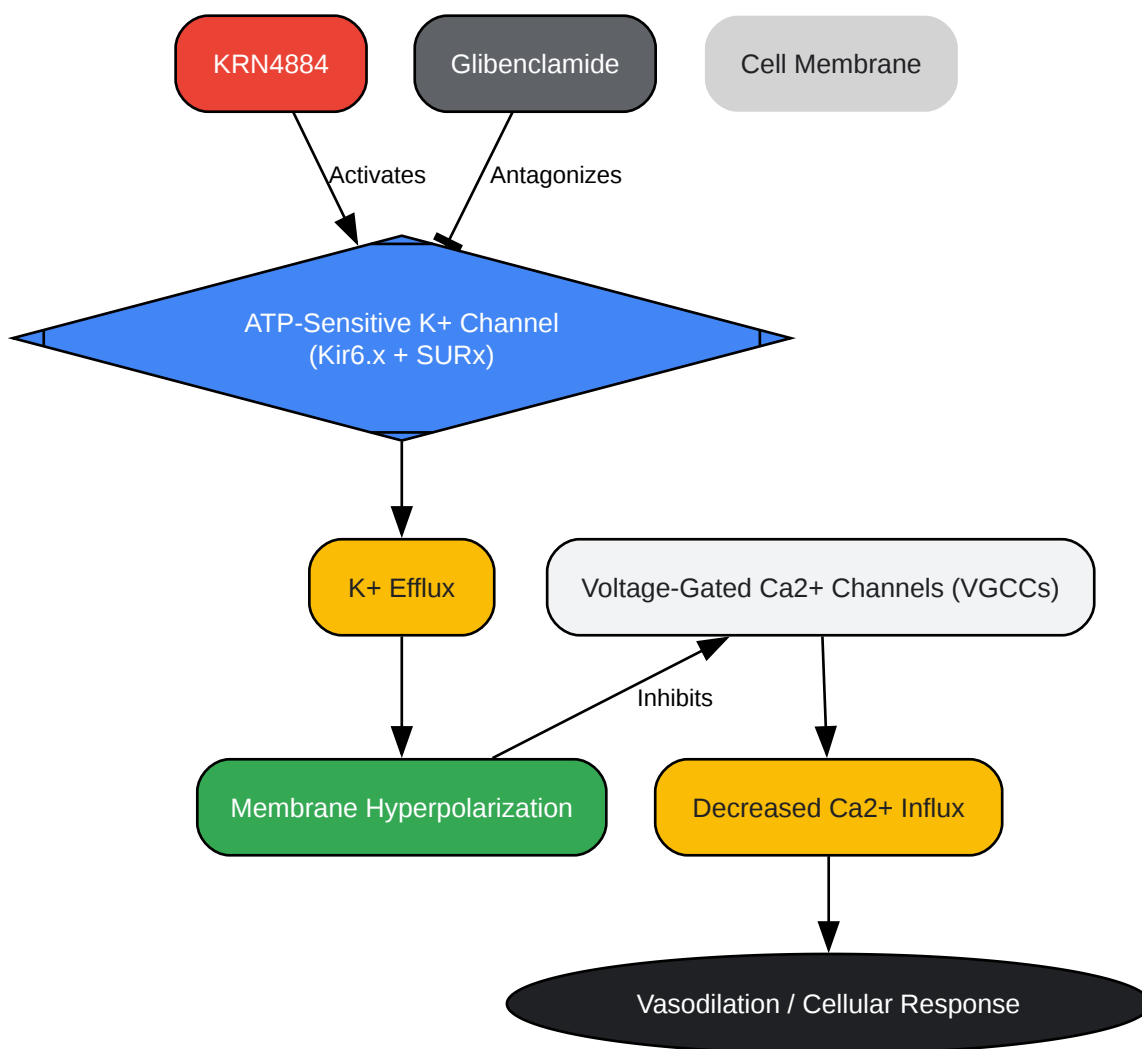 KRN4884
Glibenclamide
Cell Membrane
Activates
Antagonizes
ATP-Sensitive K+ Channel
(Kir6.x + SURx)
K+ Efflux
Voltage-Gated Ca2+ Channels (VGCCs)
Inhibits
Membrane Hyperpolarization
Decreased Ca2+ Influx
Vasodilation / Cellular Response